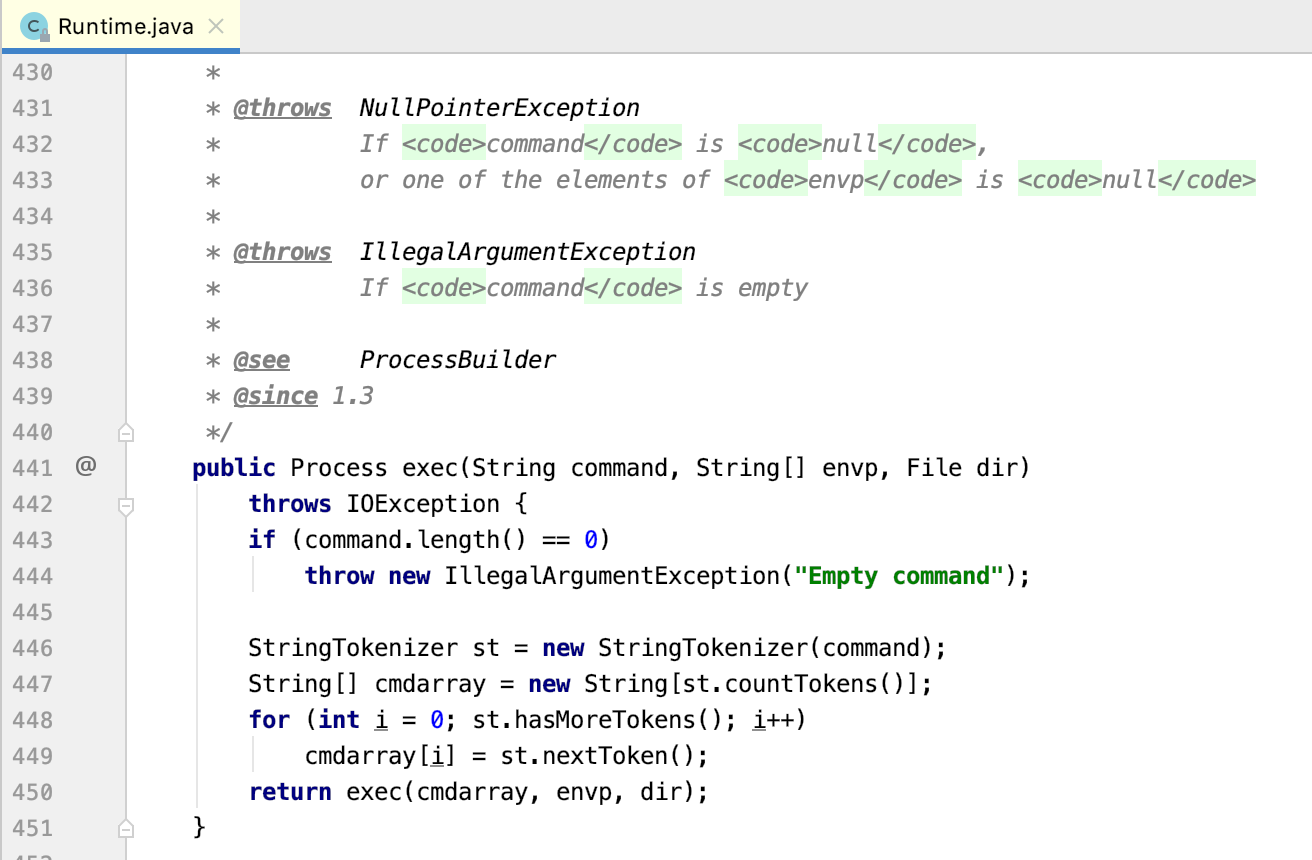 C Runtime.java ×
430 *
431 * @throws NullPointerException
432 * If <code>command</code> is <code>null</code>,
433 * or one of the elements of <code>envp</code> is <code>null</code>
434 *
435 * @throws IllegalArgumentException
436 * If <code>command</code> is empty
437 *
438 * @see ProcessBuilder
439 * @since 1.3
440 */
441 @ public Process exec(String command, String[] envp, File dir)
442 throws IOException {
443 if (command.length() == 0)
444 throw new IllegalArgumentException("Empty command");
445
446 StringTokenizer st = new StringTokenizer(command);
447 String[] cmdarray = new String[st.countTokens()];
448 for (int i = 0; st.hasMoreTokens(); i++)
449 cmdarray[i] = st.nextToken();
450 return exec(cmdarray, envp, dir);
451 }